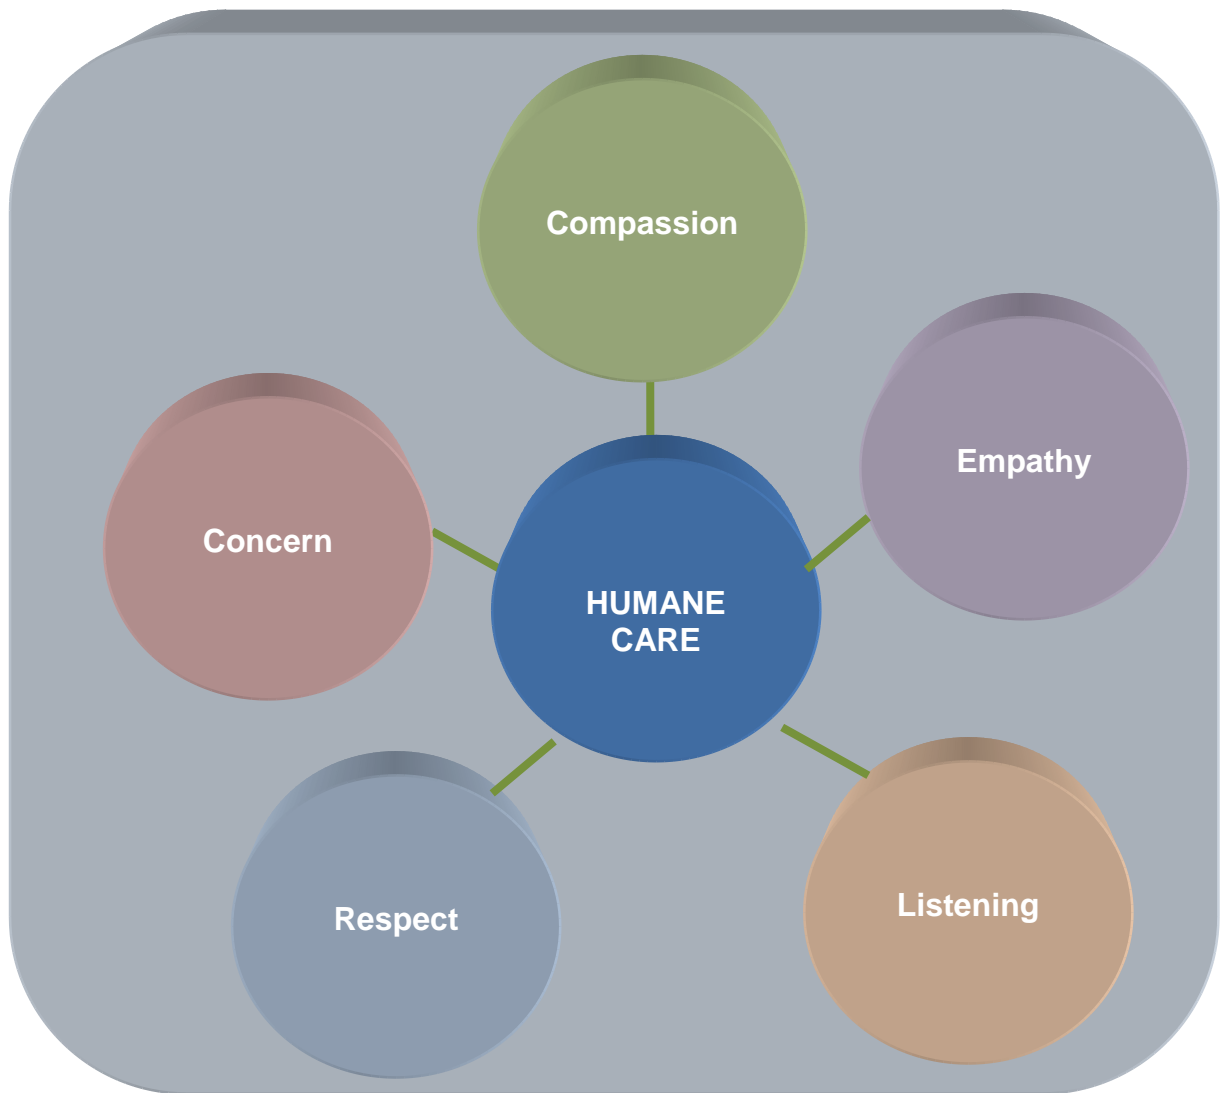 Compassion
Empathy
Concern
HUMANE
CARE
Listening
Respect